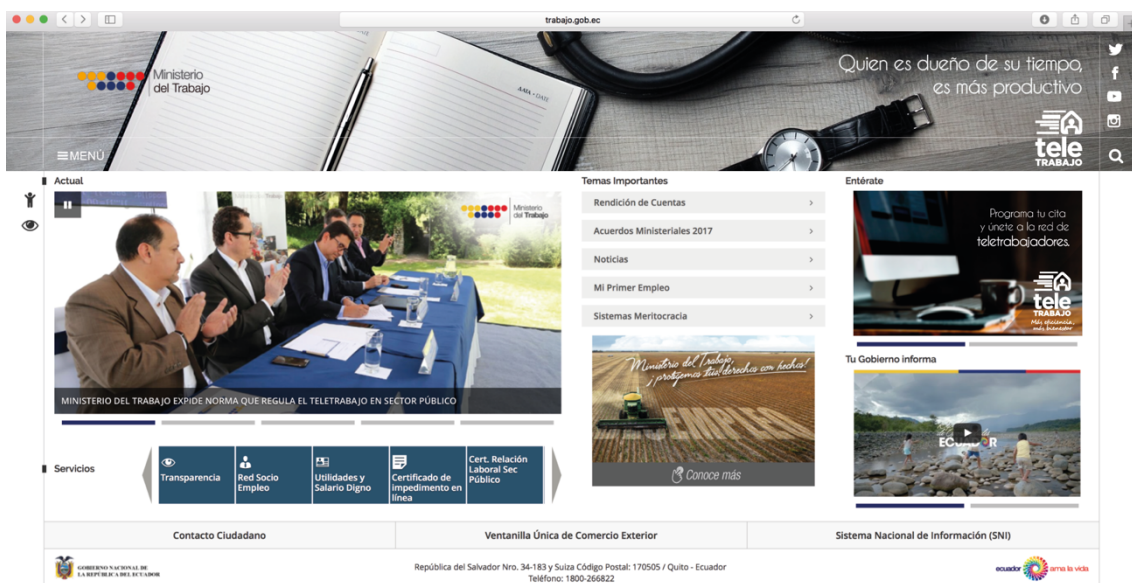 trabajo.gob.ec
Ministerio
del Trabajo
Quien es dueño de su tiempo,
es más productivo
tele
TRABAJO
MENÚ
Actual
Ministerio
del Trabajo
MINISTERIO DEL TRABAJO EXPIDE NORMA QUE REGULA EL TELETRABAJO EN SECTOR PÚBLICO
Temas Importantes
Rendición de Cuentas
Acuerdos Ministeriales 2017
Noticias
Mi Primer Empleo
Sistemas Meritocracia
Ministerio del Trabajo,
¡protegemos tus derechos con hechos!
EMPLEO
Conoce más
Entérate
Programa tu cita
y únete a la red de
teletrabajadores.
tele
TRABAJO
Más eficiencia,
más bienestar
Tu Gobierno informa
ECUADOR
Servicios
Transparencia
Red Socio
Empleo
Utilidades y
Salario Digno
Certificado de
impedimento en
línea
Cert. Relación
Laboral Sec
Público
Contacto Ciudadano
Ventanilla Única de Comercio Exterior
Sistema Nacional de Información (SNI)
GOBIERNO NACIONAL DE
LA REPÚBLICA DEL ECUADOR
República del Salvador Nro. 34-183 y Suiza Código Postal: 170505 / Quito - Ecuador
Teléfono: 1800-266822
ecuador ama la vida